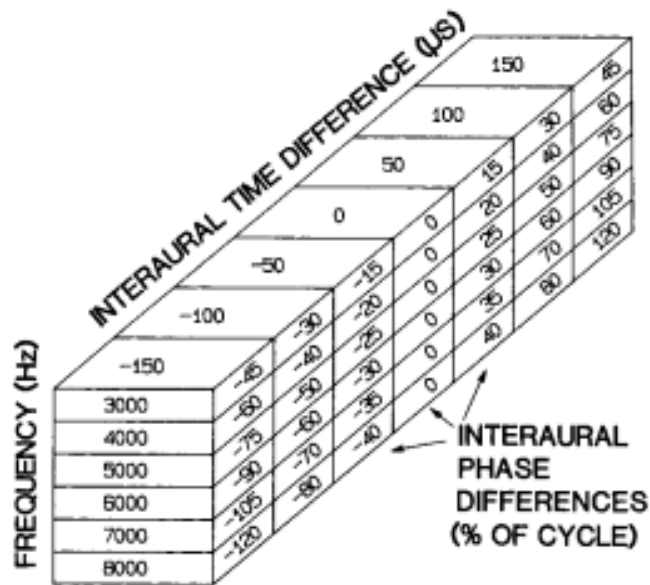 INTERAURAL TIME DIFFERENCE (μS)
150
100
50
0
-50
-100
-150
FREQUENCY (Hz)
3000
4000
5000
6000
7000
8000
-45 -30 -15 0 15 30 45
-60 -40 -20 0 20 40 60
-75 -50 -25 0 25 50 75
-90 -60 -30 0 30 60 90
-105 -70 -35 0 35 70 105
-120 -80 -40 0 40 80 120
INTERAURAL
PHASE
DIFFERENCES
(% OF CYCLE)